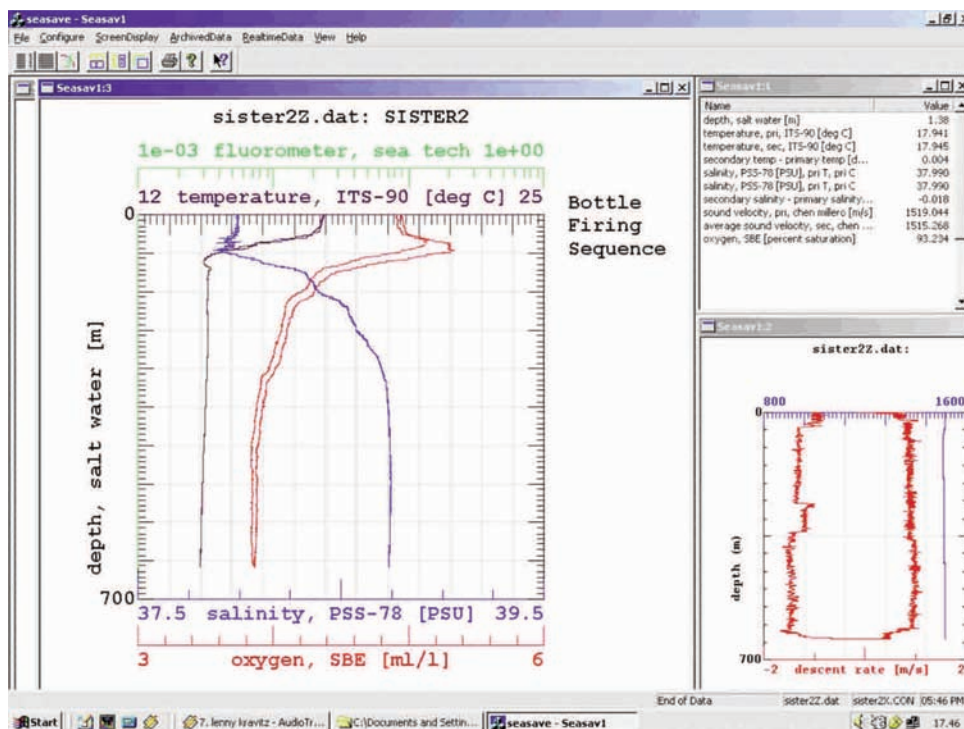 seasave - Seasav1
File Configure ScreenDisplay ArchivedData RealtimeData View Help
Seasav1:3
sister2Z.dat: SISTER2
1e-03 fluorometer, sea tech 1e+00
12 temperature, ITS-90 [deg C] 25
0
depth, salt water [m]
700
37.5 salinity, PSS-78 [PSU] 39.5
3 oxygen, SBE [ml/l] 6
Bottle
Firing
Sequence
Seasav1:1
Name Value
depth, salt water [m] 1.38
temperature, pri, ITS-90 [deg C] 17.941
temperature, sec, ITS-90 [deg C] 17.945
secondary temp - primary temp [d... 0.004
salinity, PSS-78 [PSU], pri T, pri C 37.990
salinity, PSS-78 [PSU], pri T, pri C 37.990
secondary salinity - primary salinity... -0.018
sound velocity, pri, chen millero [m/s] 1519.044
average sound velocity, sec, chen ... 1515.268
oxygen, SBE [percent saturation] 93.234
Seasav1:2
sister2Z.dat:
800 1600
0
depth (m)
700
-2 descent rate [m/s] 2
End of Data sister2Z.dat sister2X.CON 05:46 PM
Start 7. lenny kravitz - AudioTr... C:\Documents and Settin... seasave - Seasav1 17.46